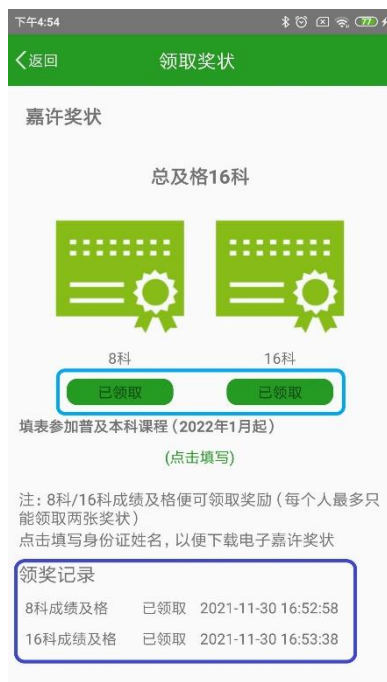 下午4:54
77
返回
领取奖状
嘉许奖状
总及格16科
8科
16科
已领取
已领取
填表参加普及本科课程(2022年1月起)
(点击填写)
注:8科/16科成绩及格便可领取奖励(每个人最多只
能领取两张奖状)
点击填写身份证姓名,以便下载电子嘉许奖状
领奖记录
8科成绩及格 已领取 2021-11-30 16:52:58
16科成绩及格 已领取 2021-11-30 16:53:38